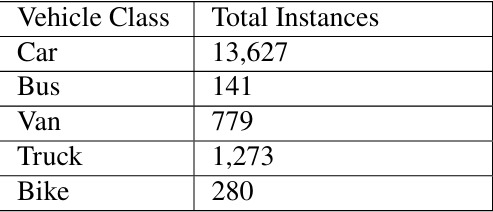 Vehicle Class Total Instances
Car 13,627
Bus 141
Van 779
Truck 1,273
Bike 280